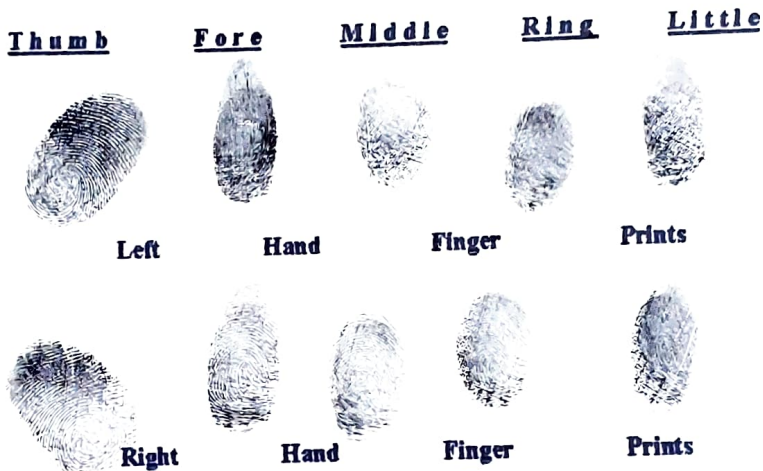 Thumb Fore Middle Ring Little
Left Hand Finger Prints
Right Hand Finger Prints